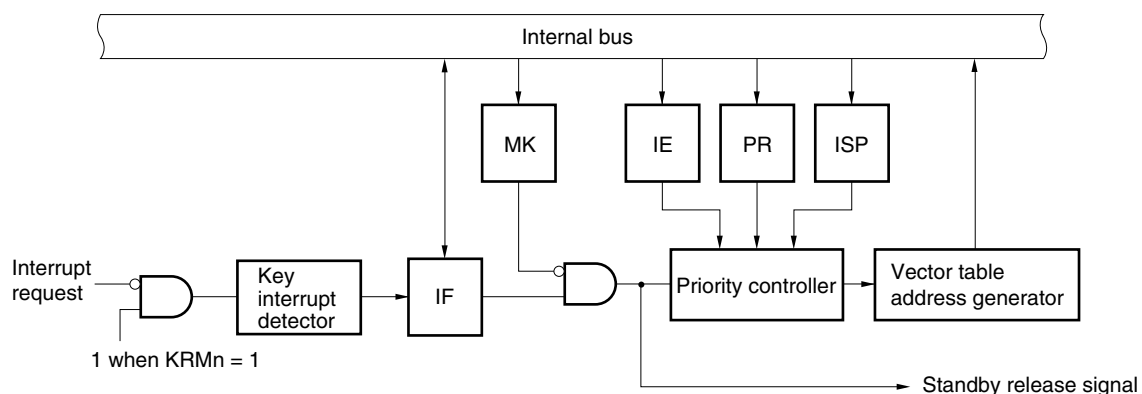 Internal bus
MK
IE
PR
ISP
Interrupt
request
Key
interrupt
detector
IF
Priority controller
Vector table
address generator
1 when KRMn = 1
Standby release signal